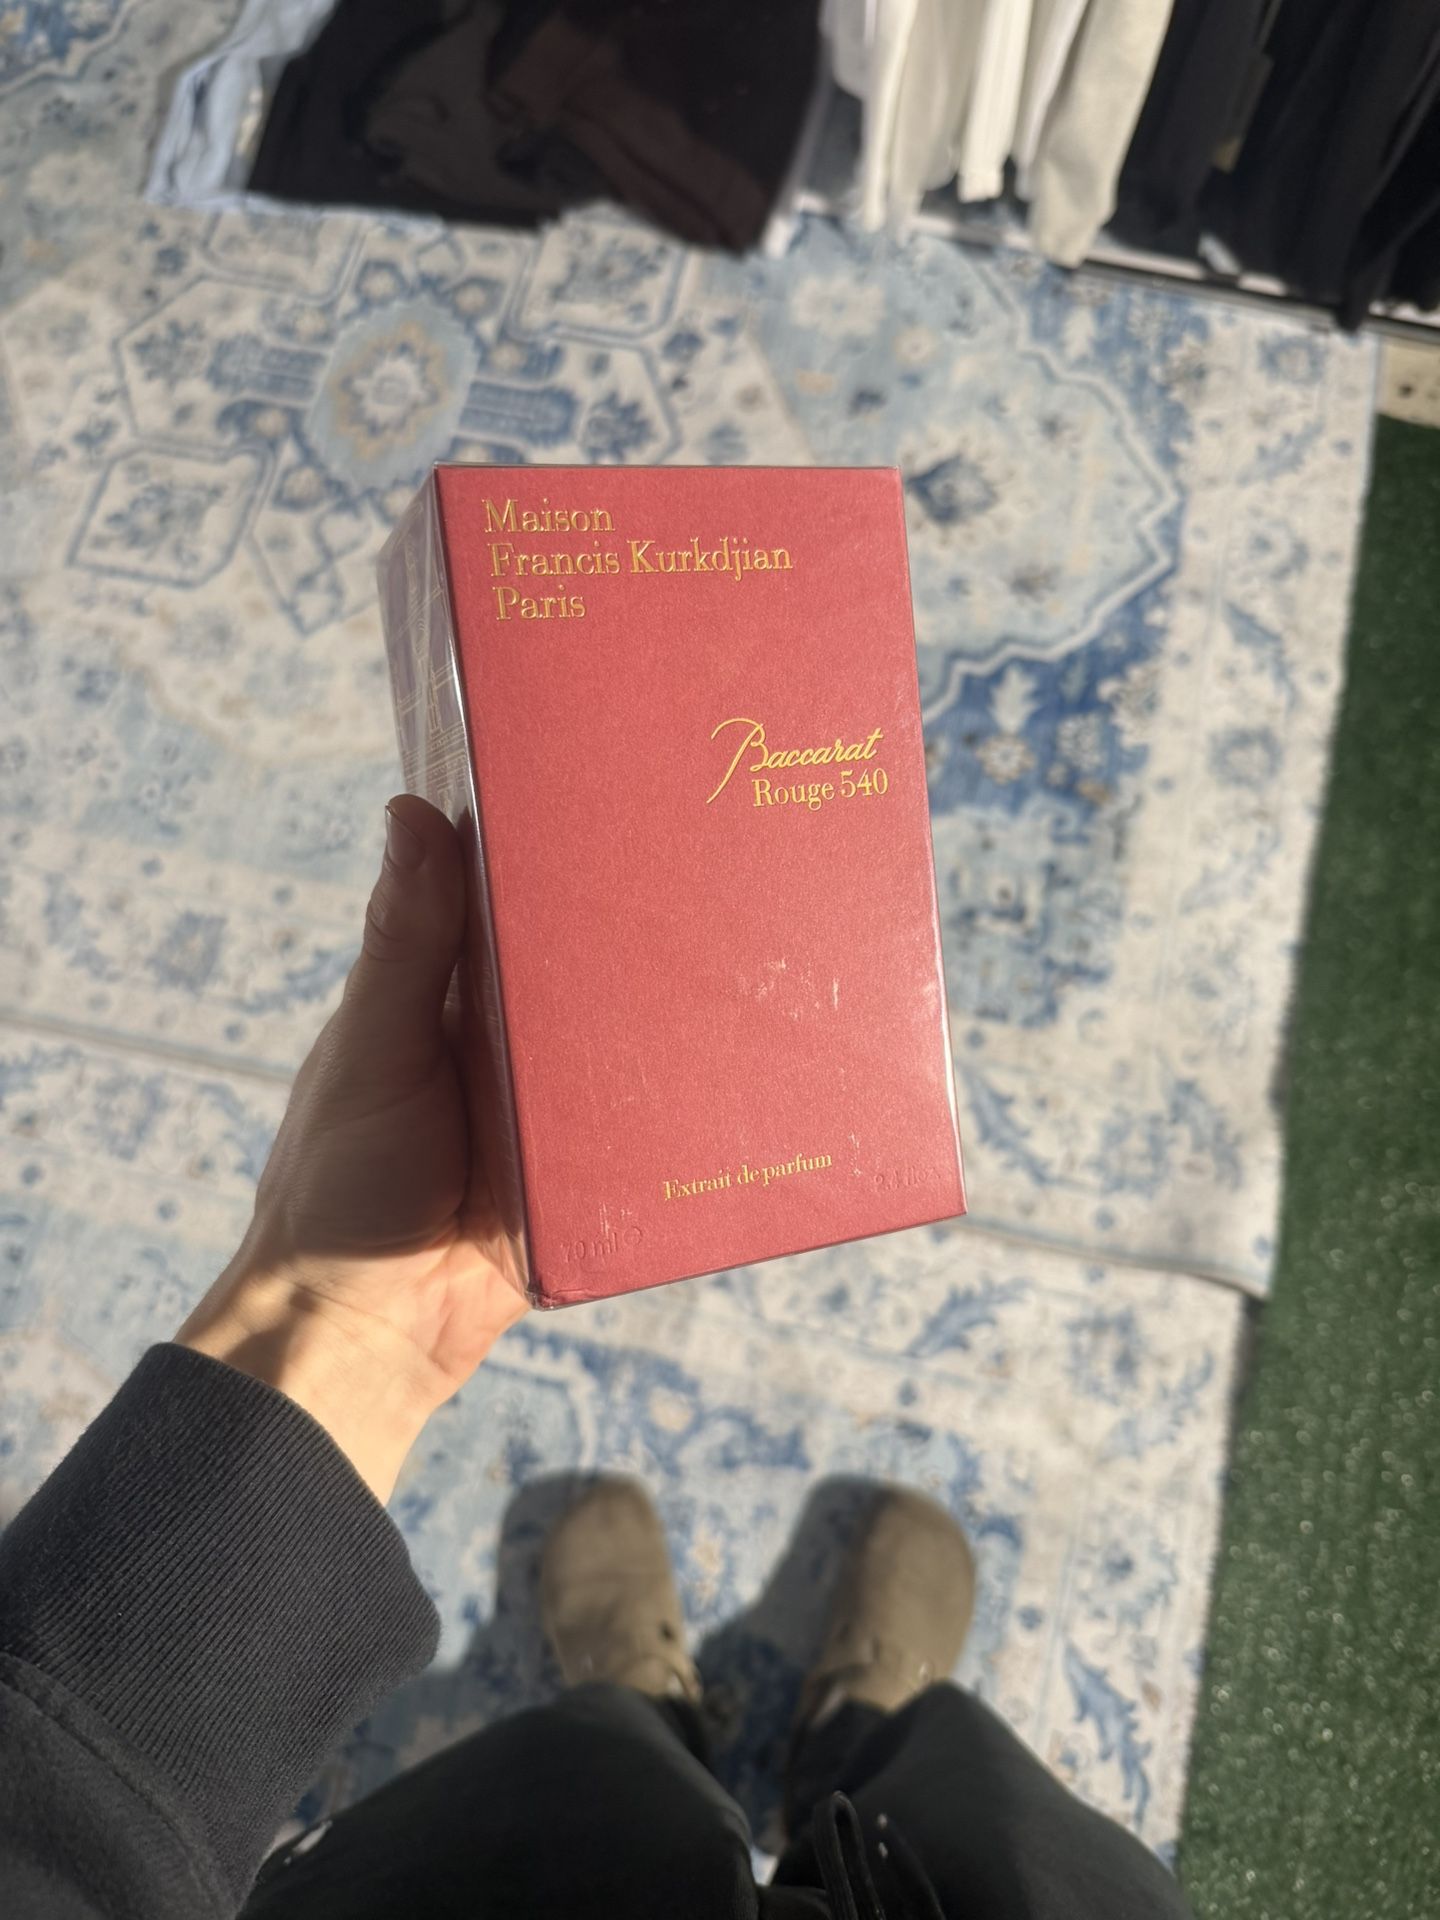 Maison
Francis Kurkdjian
Paris
Baccarat
Rouge 540
Extrait de parfum
70 ml